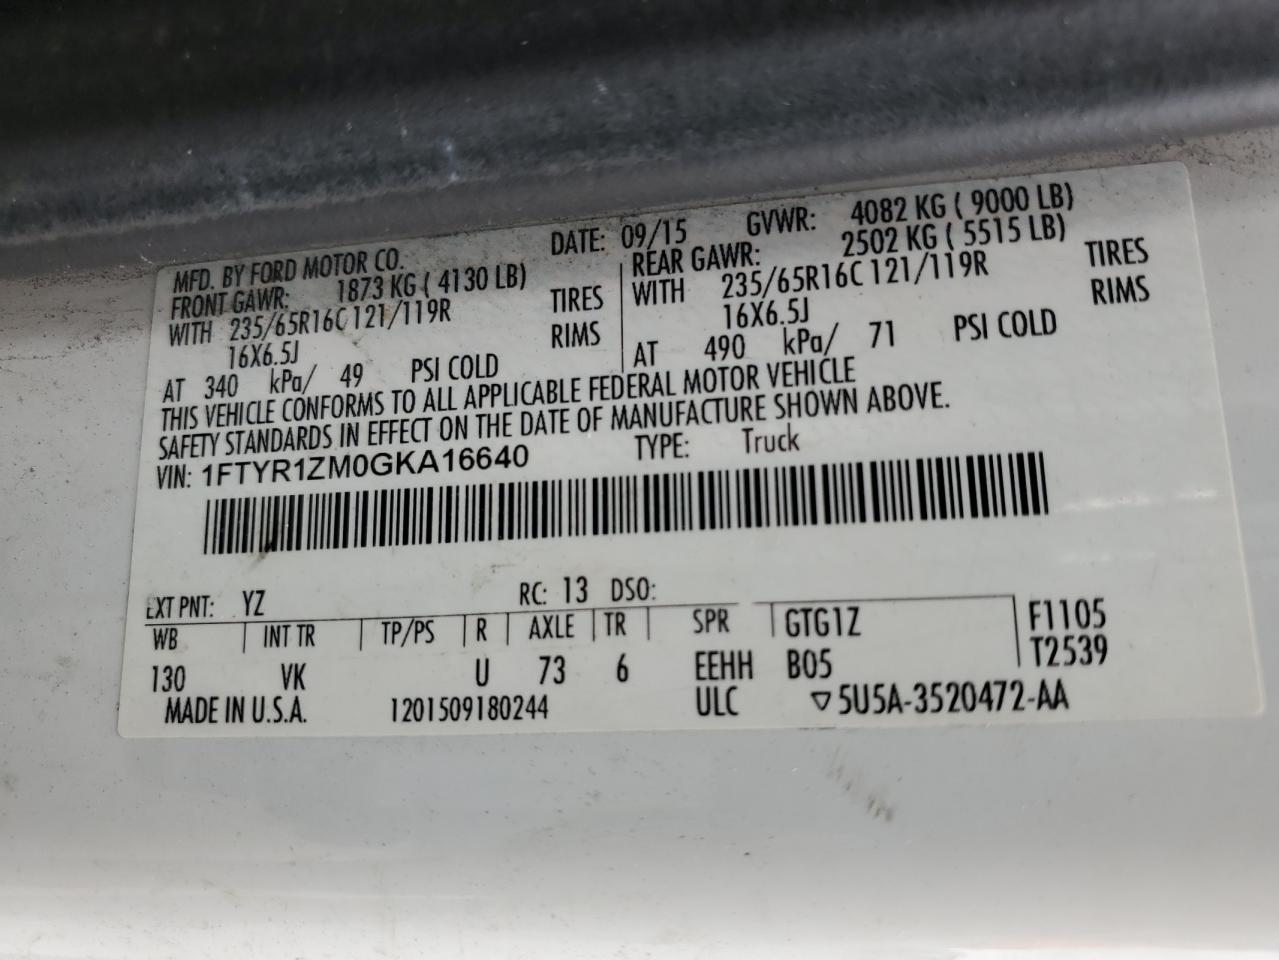 MFD. BY FORD MOTOR CO.
DATE: 09/15 GVWR: 4082 KG ( 9000 LB)
FRONT GAWR: 1873 KG ( 4130 LB)
WITH 235/65R16C 121/119R TIRES
16X6.5J RIMS
AT 340 kPa/ 49 PSI COLD
REAR GAWR: 2502 KG ( 5515 LB)
WITH 235/65R16C 121/119R TIRES
16X6.5J RIMS
AT 490 kPa/ 71 PSI COLD
THIS VEHICLE CONFORMS TO ALL APPLICABLE FEDERAL MOTOR VEHICLE
SAFETY STANDARDS IN EFFECT ON THE DATE OF MANUFACTURE SHOWN ABOVE.
VIN: 1FTYR1ZM0GKA16640 TYPE: Truck
EXT PNT: YZ RC: 13 DSO:
WB INT TR TP/PS R AXLE TR SPR GTG1Z F1105
130 VK U 73 6 EEHH B05 T2539
MADE IN U.S.A. 1201509180244 ULC ▽5U5A-3520472-AA